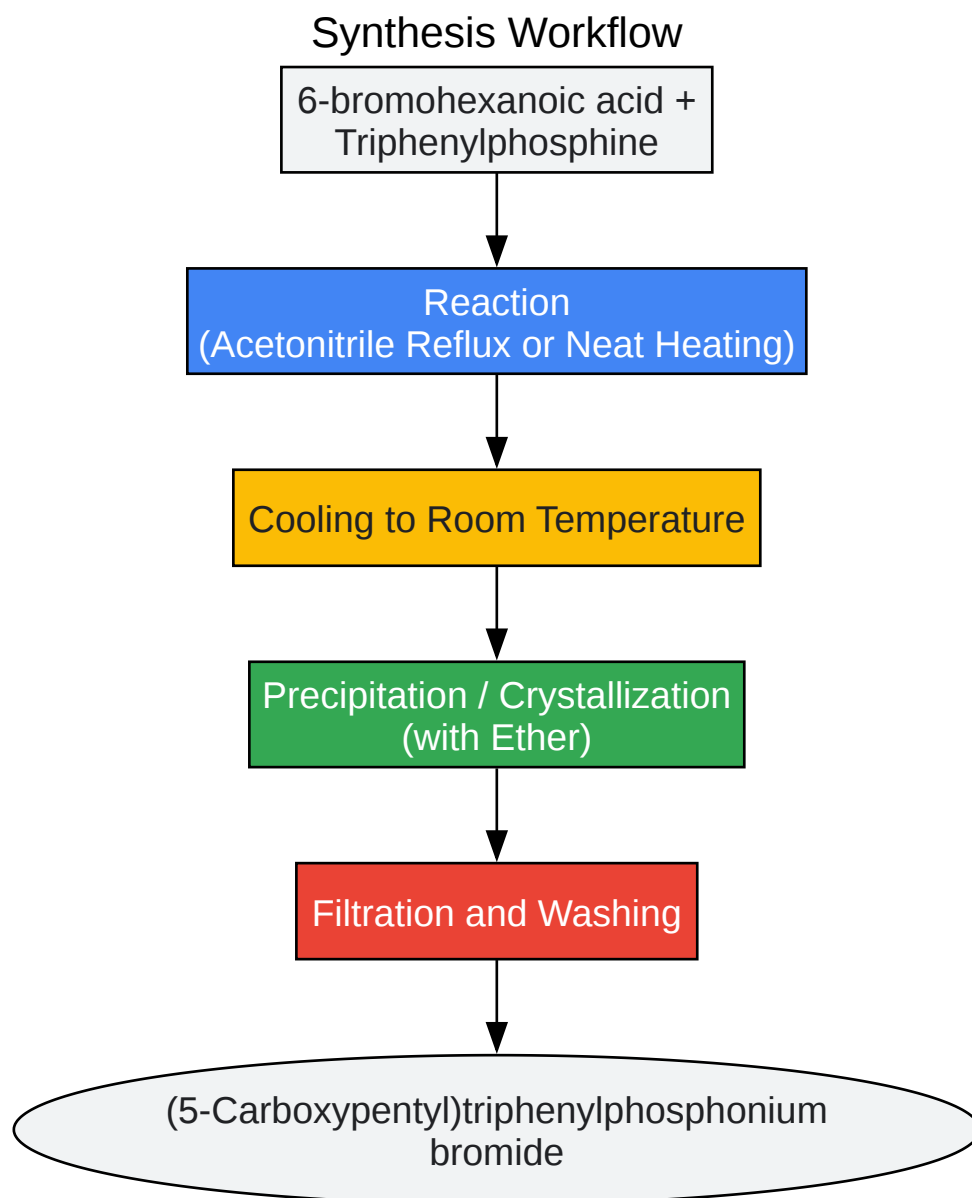 Synthesis Workflow
6-bromohexanoic acid +
Triphenylphosphine
Reaction
(Acetonitrile Reflux or Neat Heating)
Cooling to Room Temperature
Precipitation / Crystallization
(with Ether)
Filtration and Washing
(5-Carboxypentyl)triphenylphosphonium
bromide